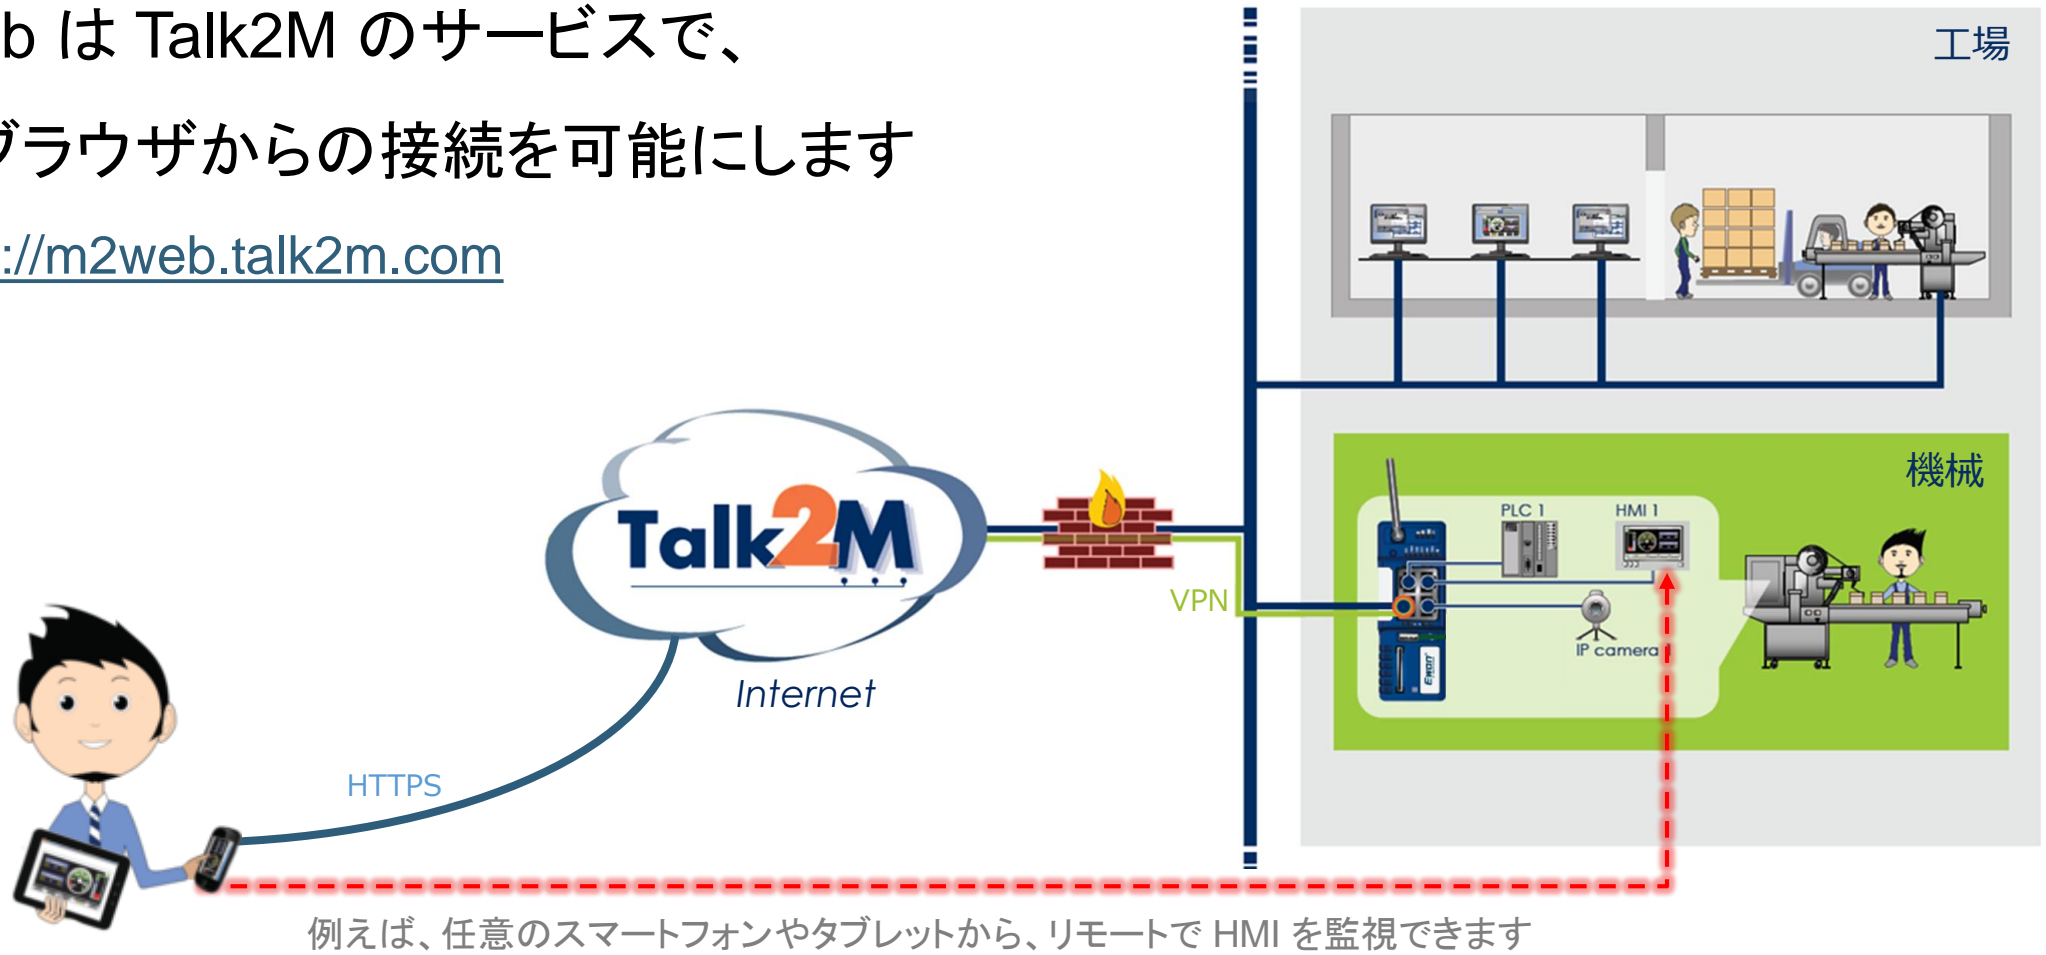 b は Talk2M のサービスで、
ブラウザからの接続を可能にします
://m2web.talk2m.com
工場
機械
PLC 1
HMI 1
IP camera
Ewon
Talk2M
Internet
VPN
HTTPS
例えば、任意のスマートフォンやタブレットから、リモートで HMI を監視できます